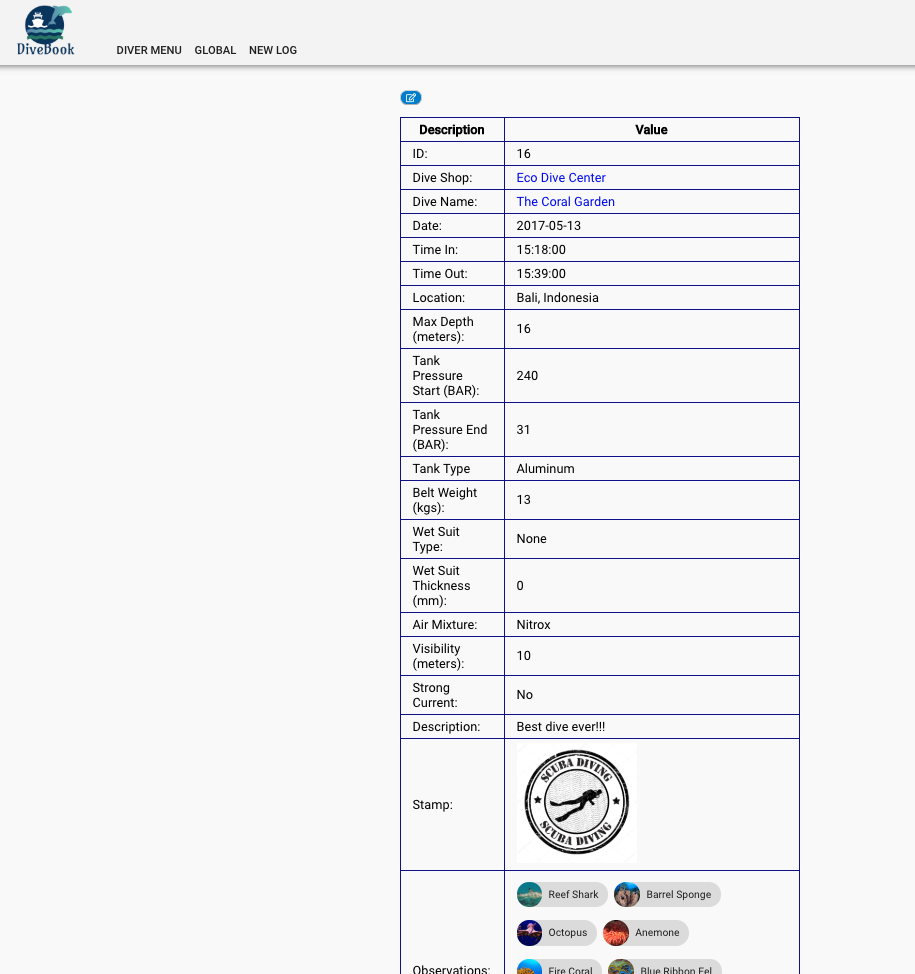 DiveBook
DIVER MENU GLOBAL NEW LOG
Description Value
ID: 16
Dive Shop: Eco Dive Center
Dive Name: The Coral Garden
Date: 2017-05-13
Time In: 15:18:00
Time Out: 15:39:00
Location: Bali, Indonesia
Max Depth
(meters):
16
Tank
Pressure
Start (BAR):
240
Tank
Pressure End
(BAR):
31
Tank Type Aluminum
Belt Weight
(kgs):
13
Wet Suit
Type:
None
Wet Suit
Thickness
(mm):
0
Air Mixture: Nitrox
Visibility
(meters):
10
Strong
Current:
No
Description: Best dive ever!!!
Stamp:
SCUBA DIVING
SCUBA DIVING
Reef Shark Barrel Sponge
Octopus Anemone
Observations:
Fire Coral Blue Ribbon Eel